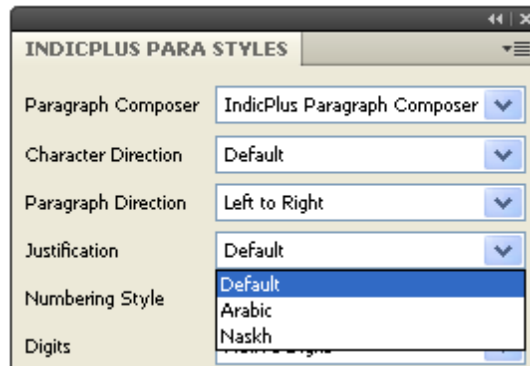 INDICPLUS PARA STYLES
Paragraph Composer IndicPlus Paragraph Composer
Character Direction Default
Paragraph Direction Left to Right
Justification Default
Default
Numbering Style Arabic
Naskh
Digits